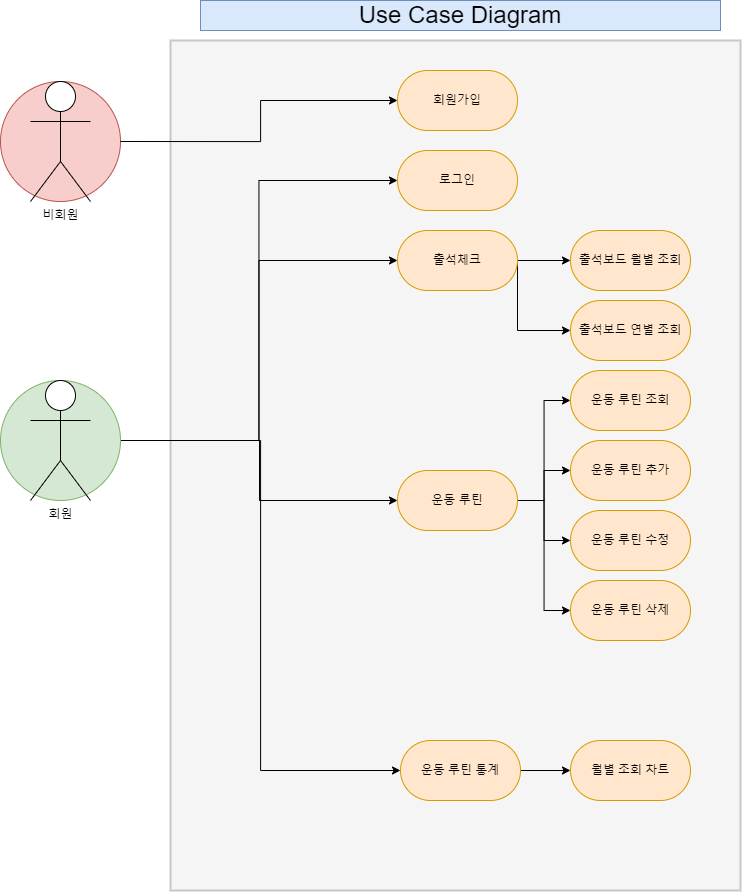 Use Case Diagram
회원가입
비회원
로그인
출석체크
출석보드 월별 조회
출석보드 연별 조회
운동 루틴 조회
회원
운동 루틴
운동 루틴 추가
운동 루틴 수정
운동 루틴 삭제
운동 루틴 통계
월별 조회 차트